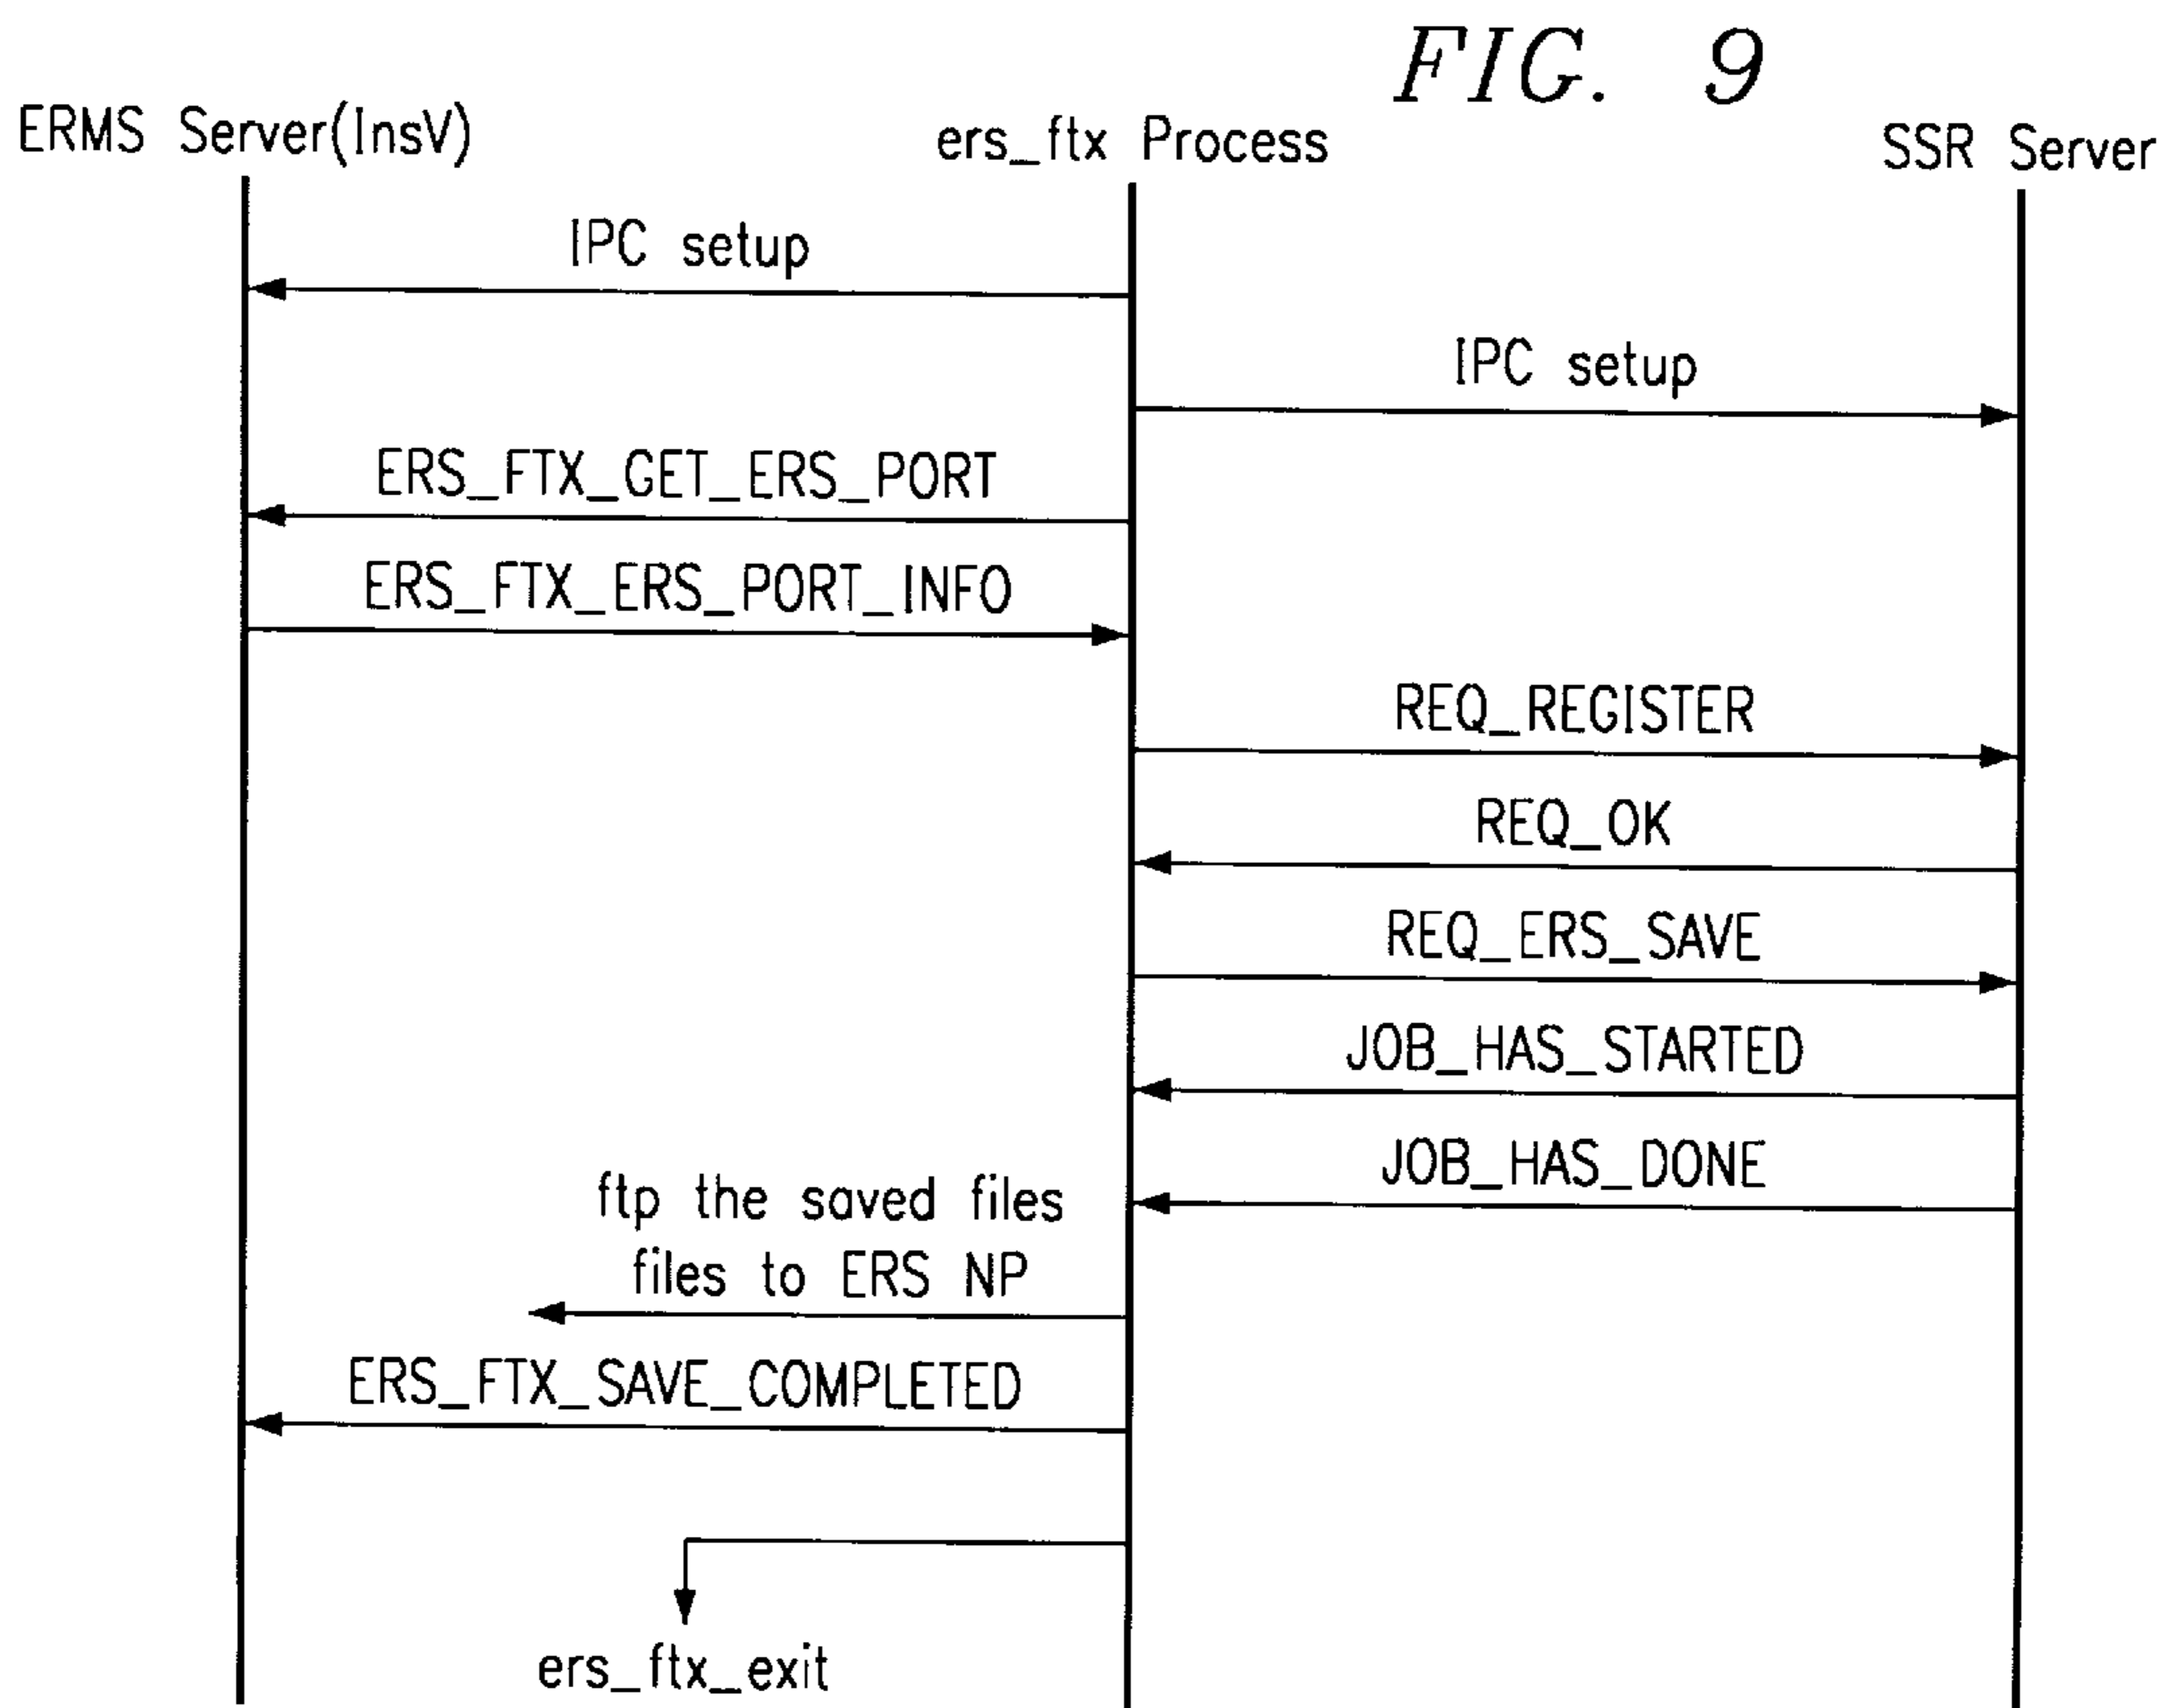 FIG. 9
ERMS Server(InsV)
ers_ftx Process
SSR Server
IPC setup
IPC setup
ERS_FTX_GET_ERS_PORT
ERS_FTX_ERS_PORT_INFO
REQ_REGISTER
REQ_OK
REQ_ERS_SAVE
JOB_HAS_STARTED
JOB_HAS_DONE
ftp the saved files
files to ERS NP
ERS_FTX_SAVE_COMPLETED
ers_ftx_exit